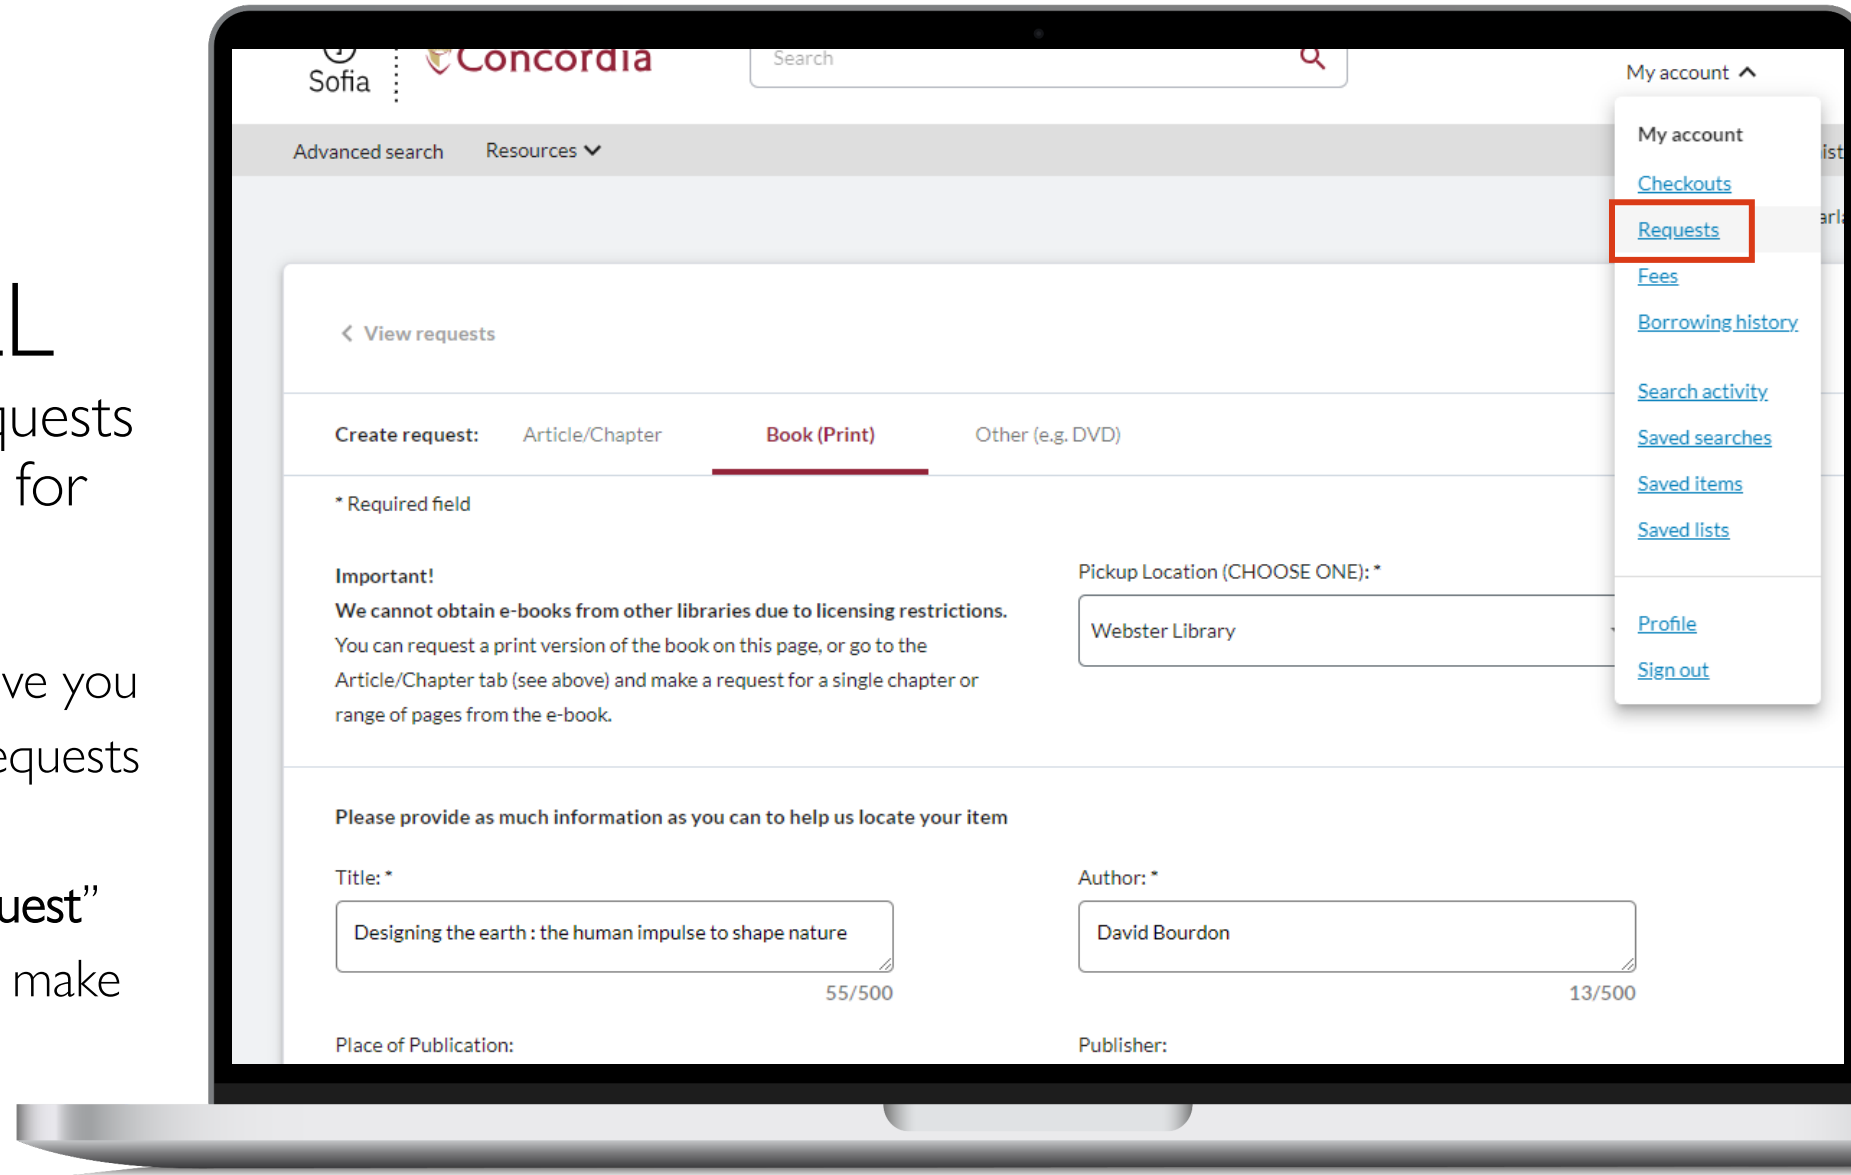 LL
quests
for
ve you
equests
uest”
make
Sofia
Concordia
Search
My account
Advanced search
Resources
My account
Checkouts
Requests
Fees
Borrowing history
Search activity
Saved searches
Saved items
Saved lists
Profile
Sign out
View requests
Create request:
Article/Chapter
Book (Print)
Other (e.g. DVD)
* Required field
Important!
We cannot obtain e-books from other libraries due to licensing restrictions.
You can request a print version of the book on this page, or go to the
Article/Chapter tab (see above) and make a request for a single chapter or
range of pages from the e-book.
Pickup Location (CHOOSE ONE): *
Webster Library
Please provide as much information as you can to help us locate your item
Title: *
Designing the earth : the human impulse to shape nature
55/500
Author: *
David Bourdon
13/500
Place of Publication:
Publisher: